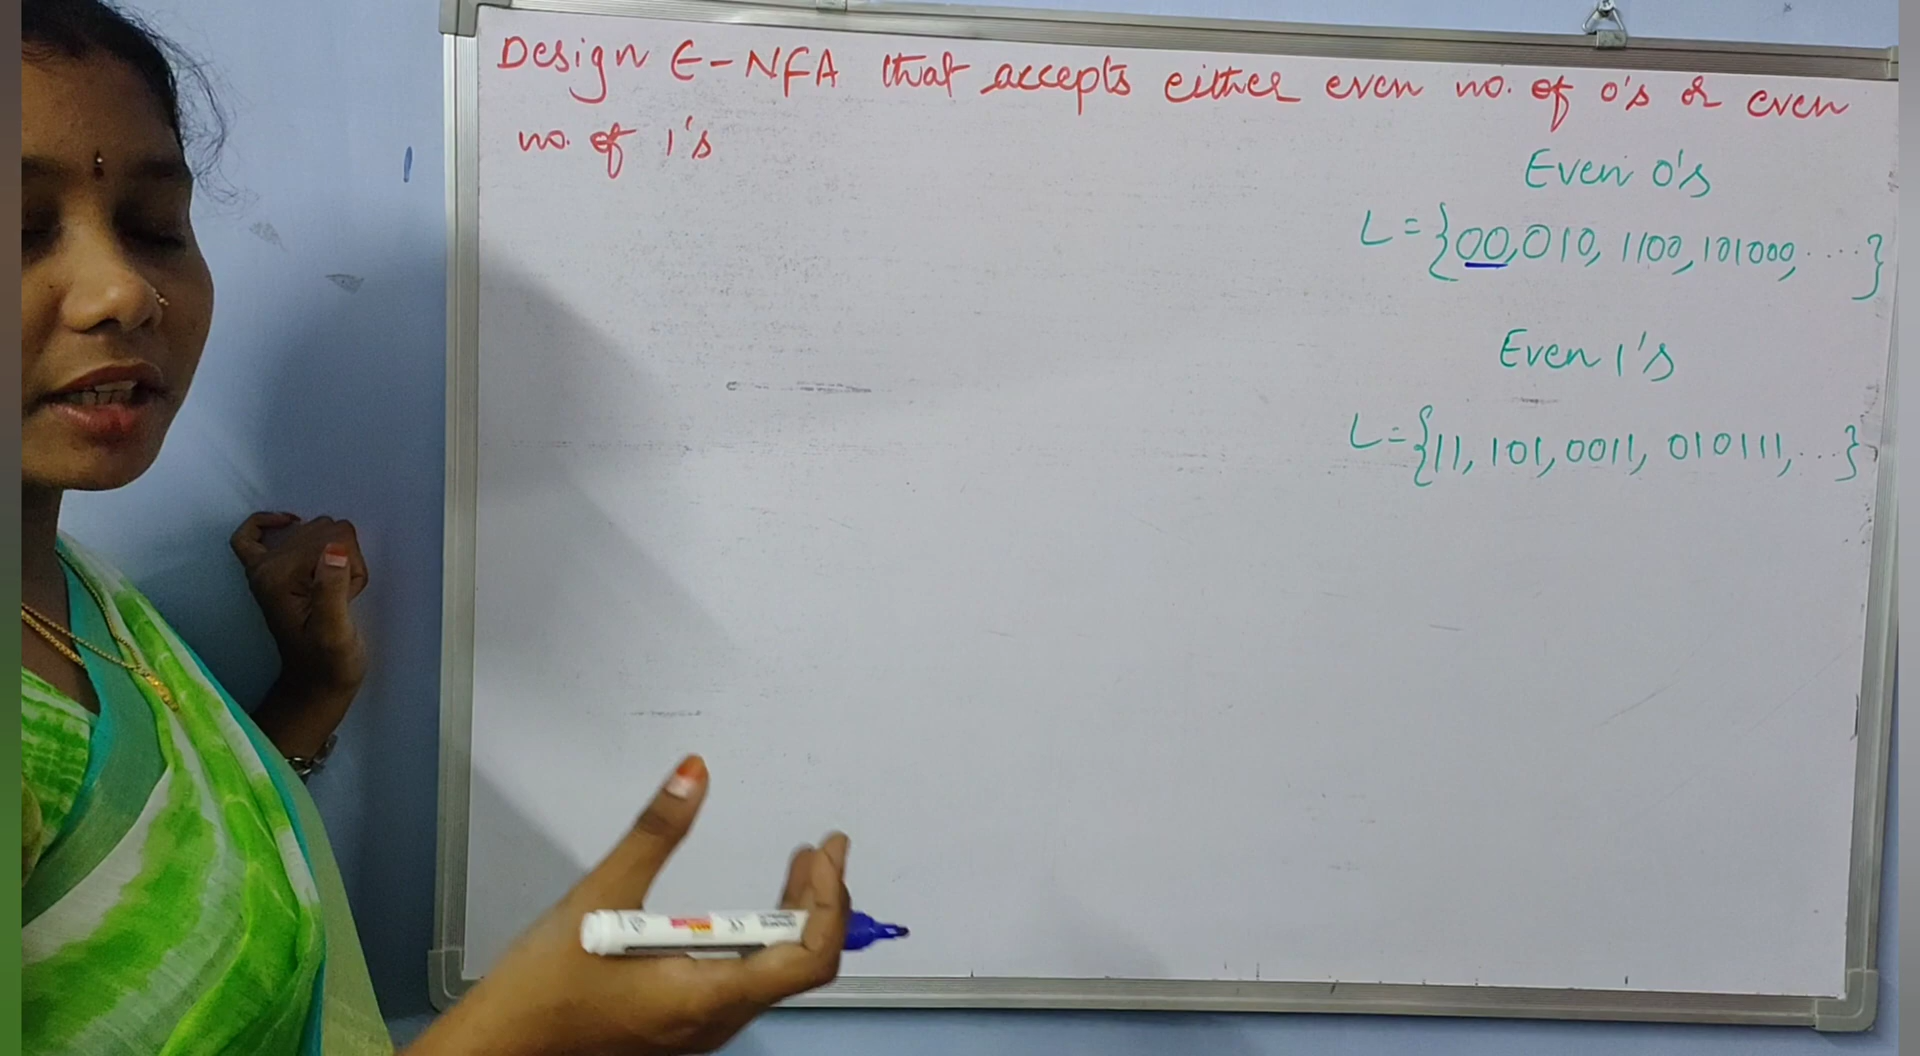 Design ε-NFA that accepts either even no. of 0's or even
no. of 1's
Even 0's
L={00,010, 1100,101000, ....}
Even 1's
L={11, 101,0011, 010111,...}